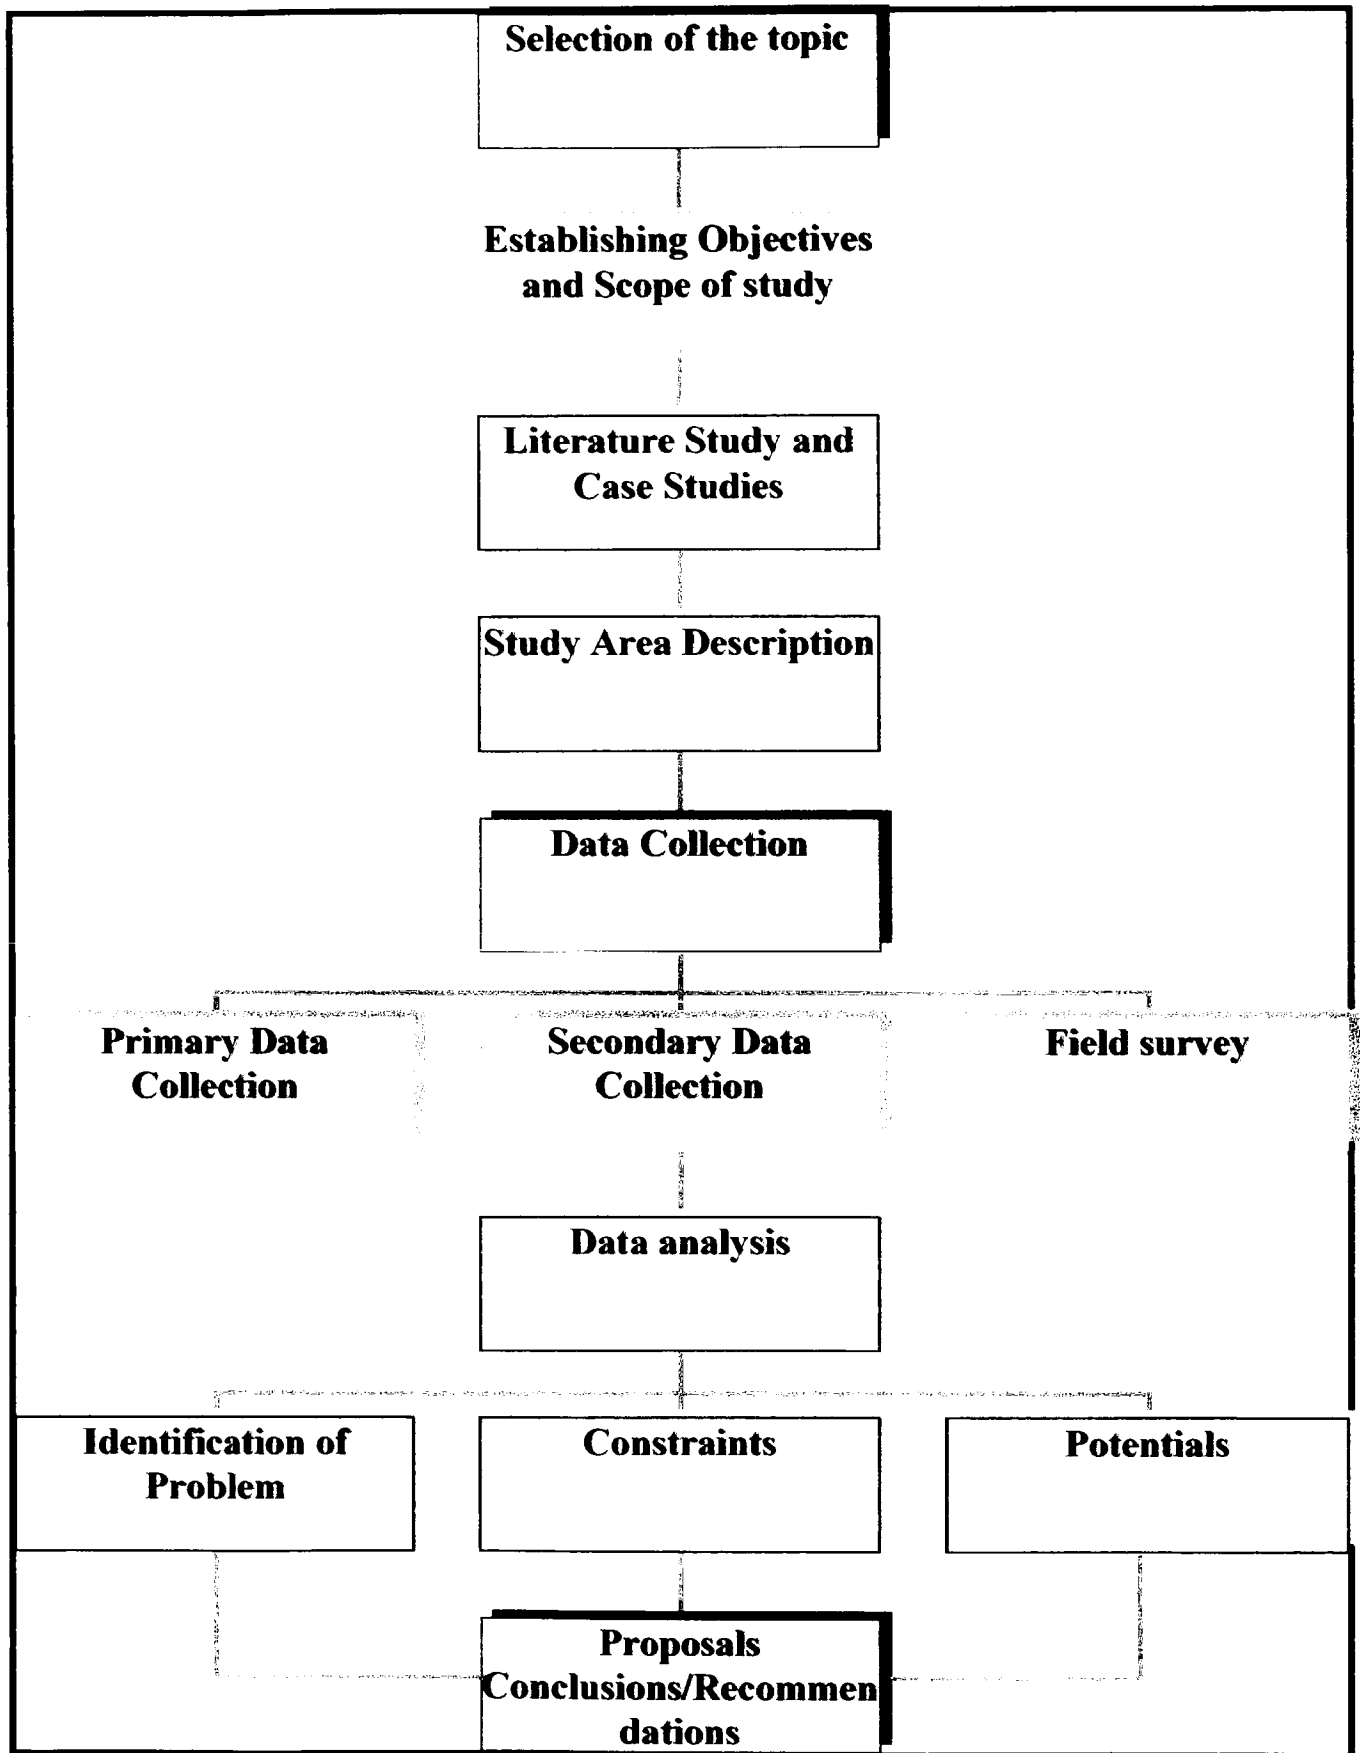 Selection of the topic
Establishing Objectives
and Scope of study
Literature Study and
Case Studies
Study Area Description
Data Collection
Primary Data
Collection
Secondary Data
Collection
Field survey
Data analysis
Identification of
Problem
Constraints
Potentials
Proposals
Conclusions/Recommen
dations